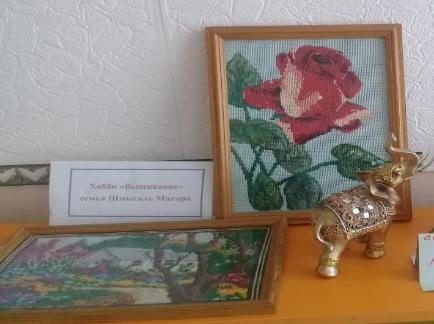 Хобби «Вышивание»
семья Шмыгаль Макара